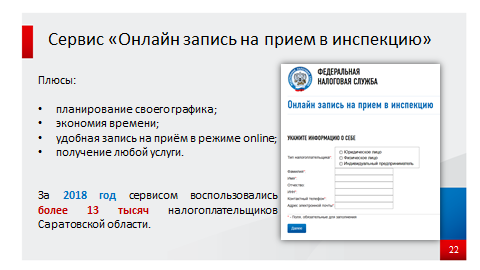 Сервис «Онлайн запись на прием в инспекцию»
Плюсы:
• планирование своегографика;
• экономия времени;
• удобная запись на приём в режиме online;
• получение любой услуги.
За 2018 год сервисом воспользовались
более 13 тысяч налогоплательщиков
Саратовской области.
ФЕДЕРАЛЬНАЯ
НАЛОГОВАЯ СЛУЖБА
Онлайн запись на прием в инспекцию
УКАЖИТЕ ИНФОРМАЦИЮ О СЕБЕ
Тип налогоплательщика*
Юридическое лицо
Физическое лицо
Индивидуальный предприниматель
Фамилия*
Имя*
Отчество
ИНН*
Контактный телефон*
Адрес электронной почты*
* - Поля, обязательные для заполнения
Далее
22